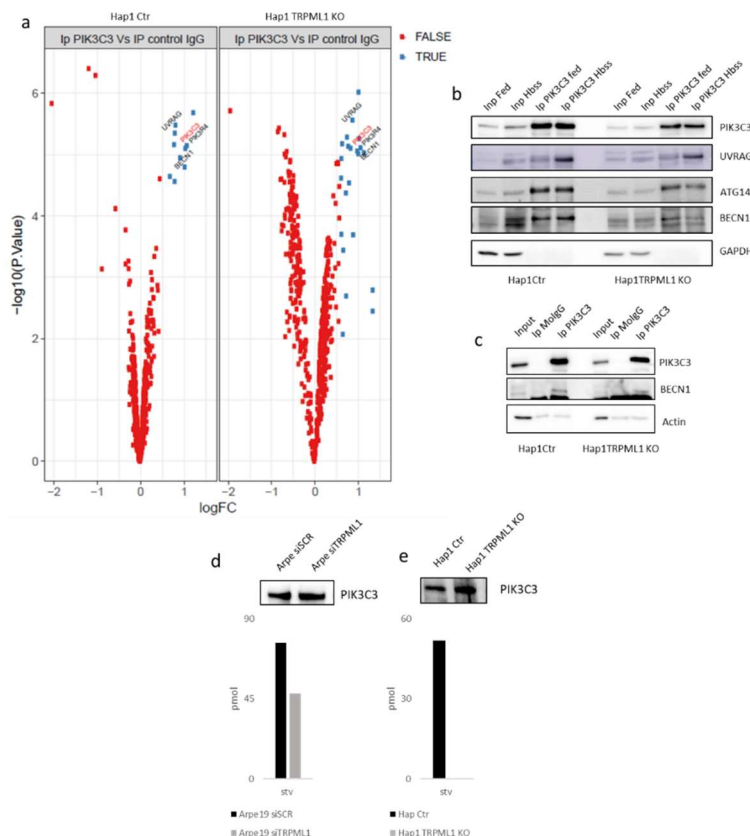 a
Hap1 Ctr
Hap1 TRPML1 KO
Ip PIK3C3 Vs IP control IgG
Ip PIK3C3 Vs IP control IgG
FALSE
TRUE
UVRAG
PIK3C3
PIK3R4
BECN1
UVRAG
PIK3C3
PIK3R4
BECN1
−log10(P.Value)
6
4
2
0
−2
−1
0
1
2
−2
−1
0
1
2
logFC
b
Inp Fed
Inp Hbss
Ip PIK3C3 fed
Ip PIK3C3 Hbss
Inp Fed
Inp Hbss
Ip PIK3C3 fed
Ip PIK3C3 Hbss
PIK3C3
UVRAG
ATG14
BECN1
GAPDH
Hap1Ctr
Hap1TRPML1 KO
c
Input
Ip MoIgG
Ip PIK3C3
Input
Ip MoIgG
Ip PIK3C3
PIK3C3
BECN1
Actin
Hap1Ctr
Hap1TRPML1 KO
d
Arpe siSCR
Arpe siTRPML1
PIK3C3
90
45
0
pmol
stv
Arpe19 siSCR
Arpe19 siTRPML1
e
Hap1 Ctr
Hap1 TRPML1 KO
PIK3C3
60
30
0
pmol
stv
Hap Ctr
Hap1 TRPML1 KO